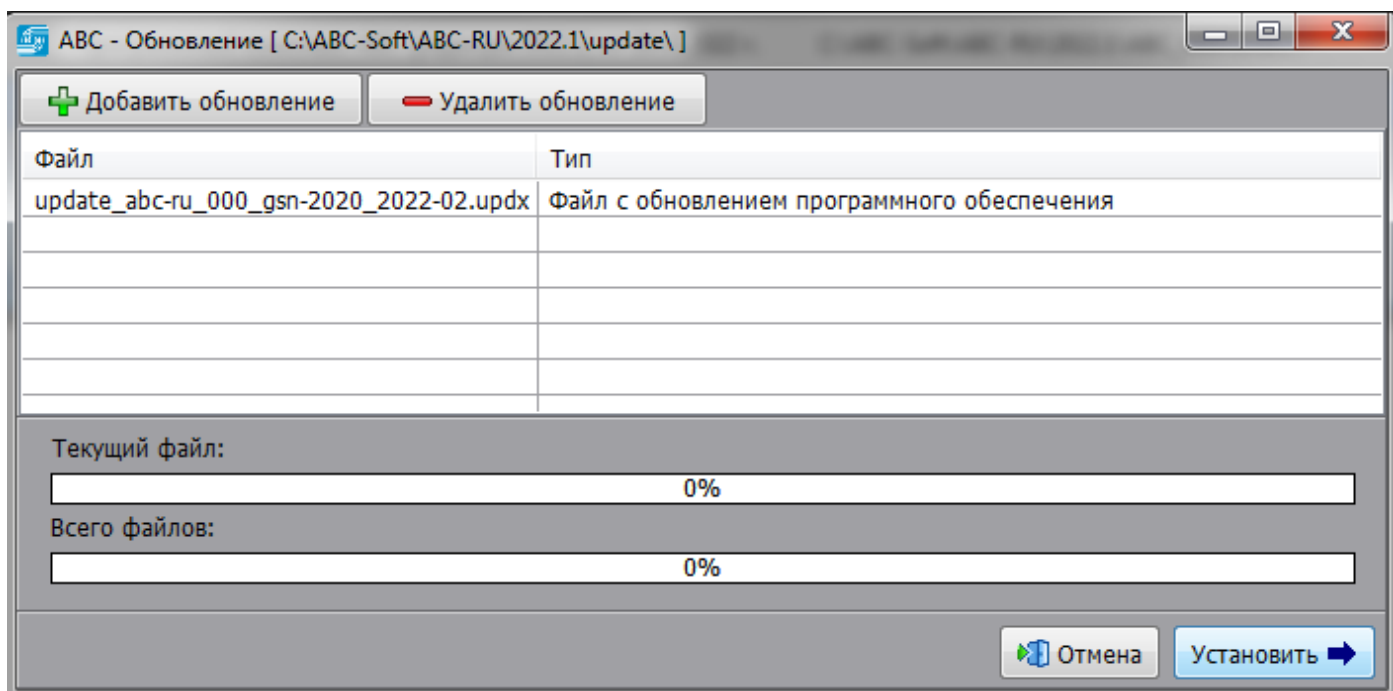 ABC - Обновление [ C:\ABC-Soft\ABC-RU\2022.1\update\ ]
Добавить обновление Удалить обновление
Файл Тип
update_abc-ru_000_gsn-2020_2022-02.updx Файл с обновлением программного обеспечения
Текущий файл:
0%
Всего файлов:
0%
Отмена Установить